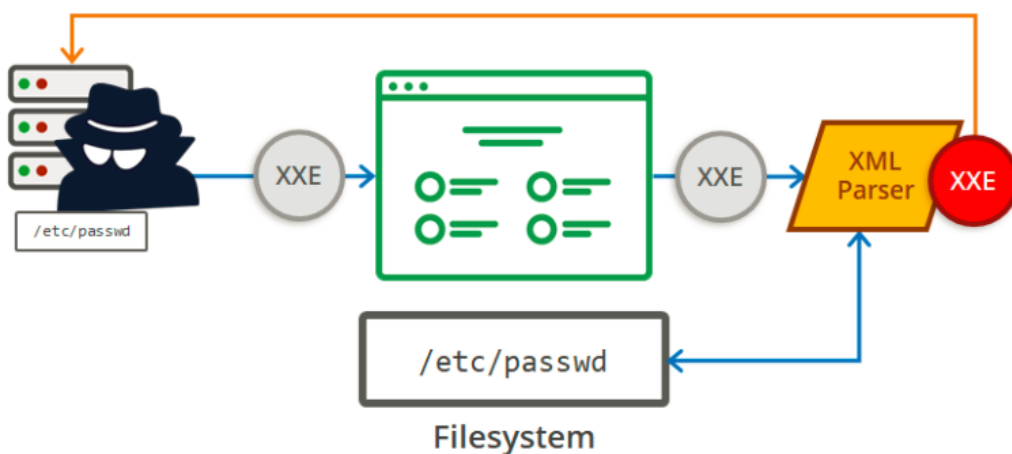 XXE
XXE
XML
Parser
XXE
/etc/passwd
/etc/passwd
Filesystem